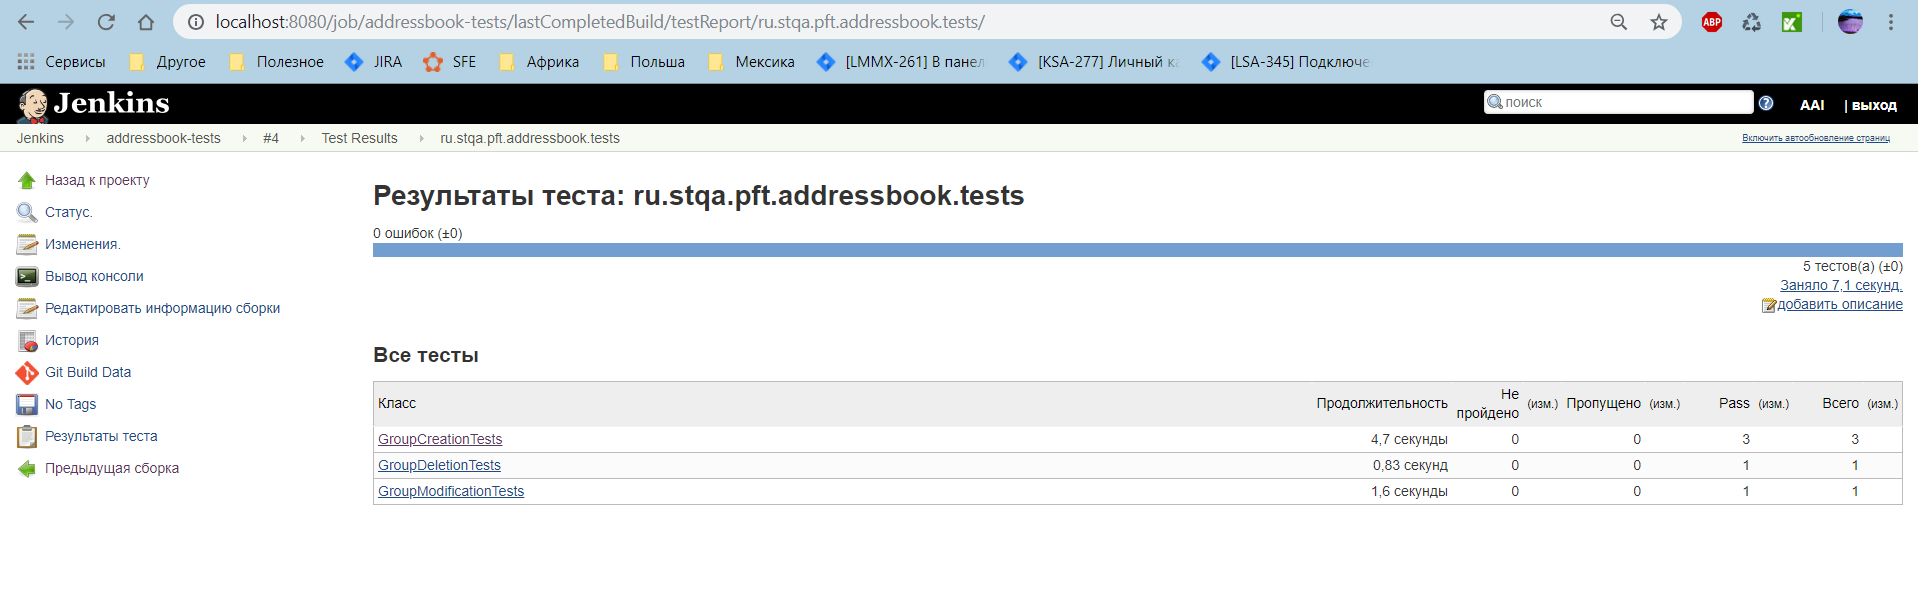 localhost:8080/job/addressbook-tests/lastCompletedBuild/testReport/ru.stqa.pft.addressbook.tests/
ABP
Сервисы Другое Полезное JIRA SFE Африка Польша Мексика [LMMX-261] В панел [KSA-277] Личный ка [LSA-345] Подключе
Jenkins поиск AAI | выход
Jenkins addressbook-tests #4 Test Results ru.stqa.pft.addressbook.tests Включить автообновление страниц
Назад к проекту
Статус.
Изменения.
Вывод консоли
Редактировать информацию сборки
История
Git Build Data
No Tags
Результаты теста
Предыдущая сборка
Результаты теста: ru.stqa.pft.addressbook.tests
0 ошибок (±0)
5 тестов(а) (±0)
Заняло 7,1 секунд.
добавить описание
Все тесты
Класс Продолжительность Не пройдено (изм.) Пропущено (изм.) Pass (изм.) Всего (изм.)
GroupCreationTests 4,7 секунды 0 0 3 3
GroupDeletionTests 0,83 секунд 0 0 1 1
GroupModificationTests 1,6 секунды 0 0 1 1